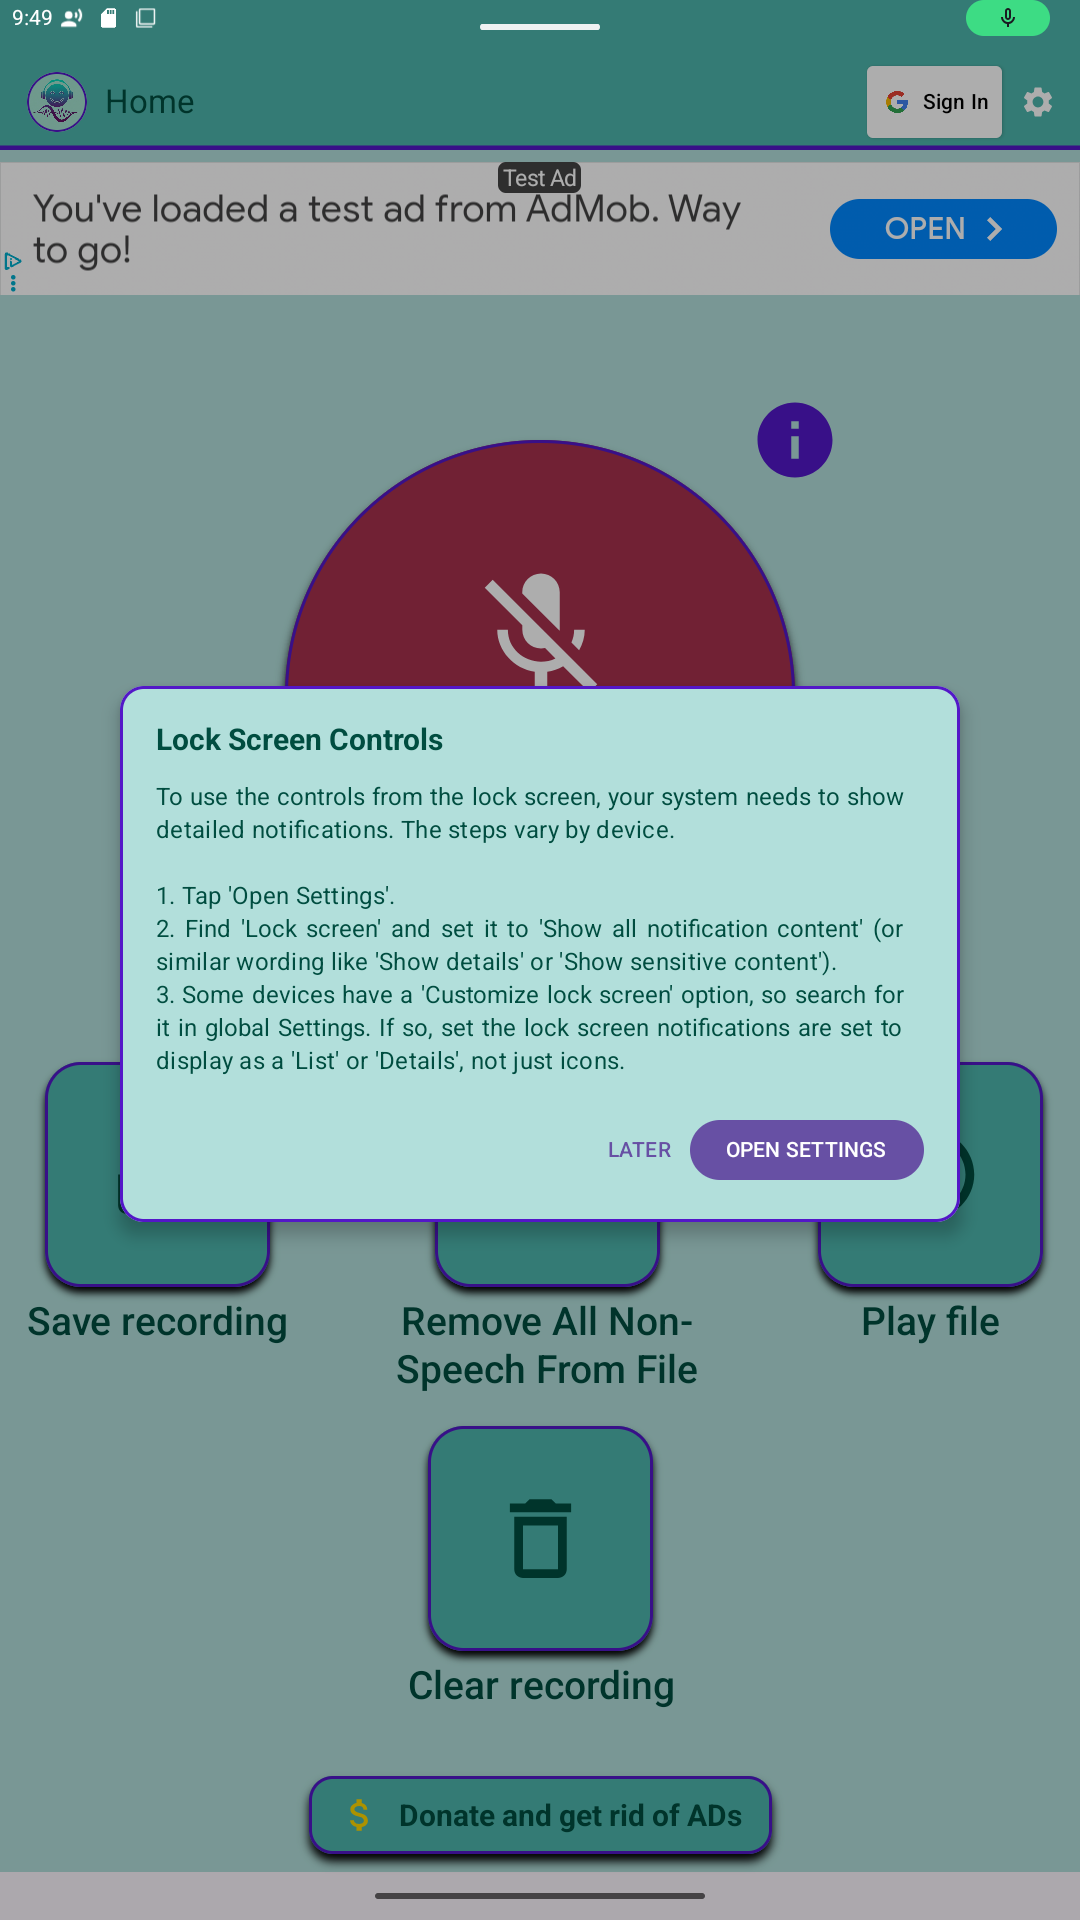 9:49
Home
Sign In
Test Ad
You've loaded a test ad from AdMob. Way
to go!
OPEN
Lock Screen Controls
To use the controls from the lock screen, your system needs to show
detailed notifications. The steps vary by device.
1. Tap 'Open Settings'.
2. Find 'Lock screen' and set it to 'Show all notification content' (or
similar wording like 'Show details' or 'Show sensitive content').
3. Some devices have a 'Customize lock screen' option, so search for
it in global Settings. If so, set the lock screen notifications are set to
display as a 'List' or 'Details', not just icons.
LATER
OPEN SETTINGS
Save recording
Remove All Non-
Speech From File
Play file
Clear recording
Donate and get rid of ADs